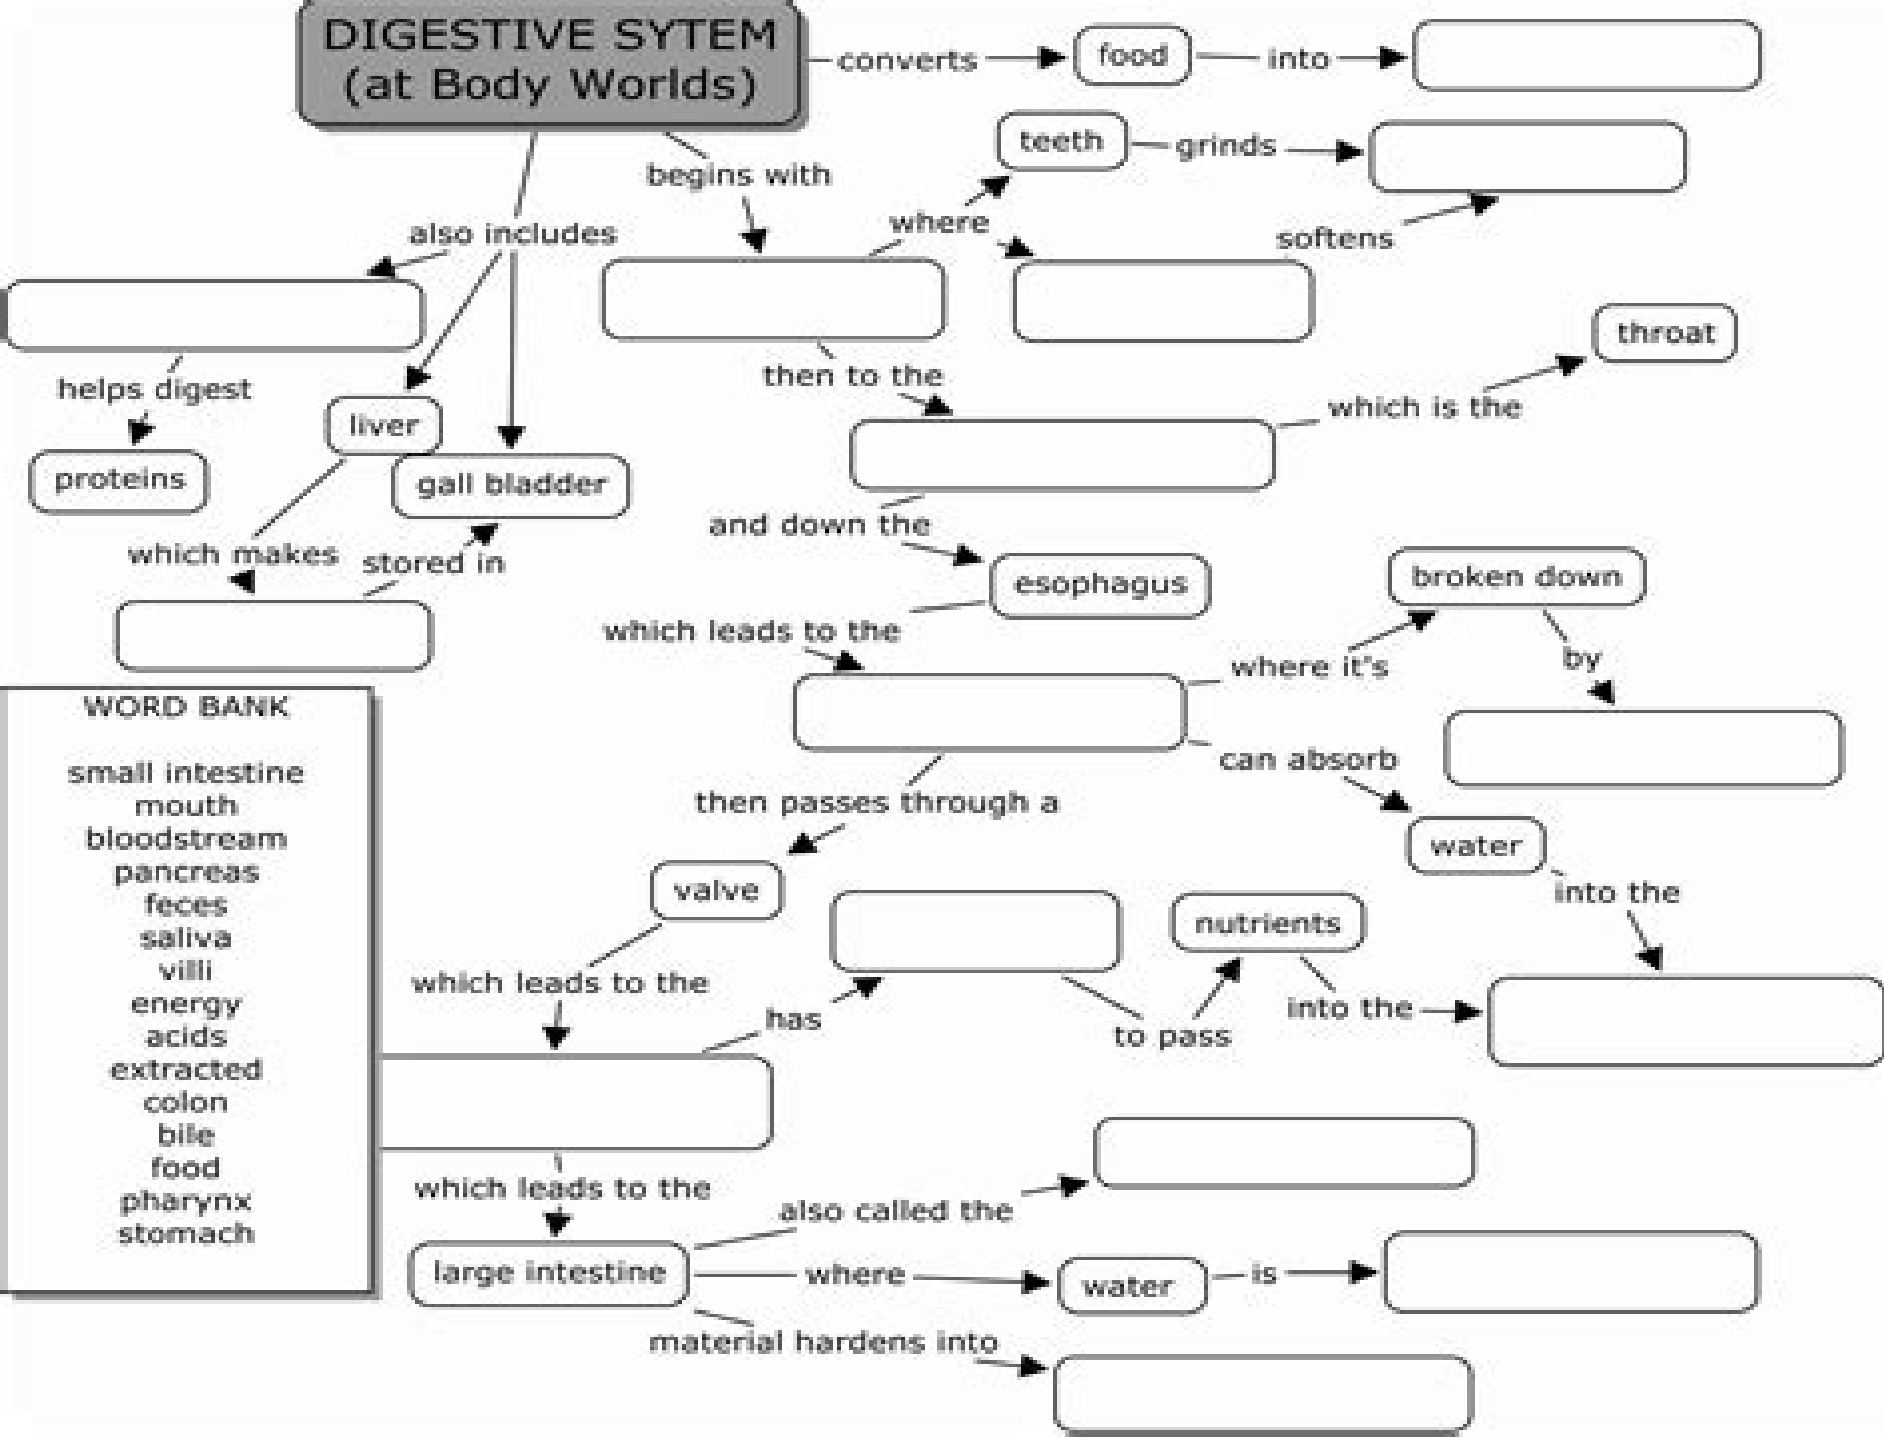 DIGESTIVE SYTEM
(at Body Worlds)
converts
food
into
teeth
grinds
begins with
where
also includes
softens
throat
then to the
helps digest
which is the
liver
proteins
gall bladder
and down the
which makes
stored in
esophagus
broken down
which leads to the
where it's
by
can absorb
then passes through a
water
valve
into the
nutrients
which leads to the
has
to pass
into the
which leads to the
also called the
large intestine
where
water
is
material hardens into
WORD BANK
small intestine
mouth
bloodstream
pancreas
feces
saliva
villi
energy
acids
extracted
colon
bile
food
pharynx
stomach